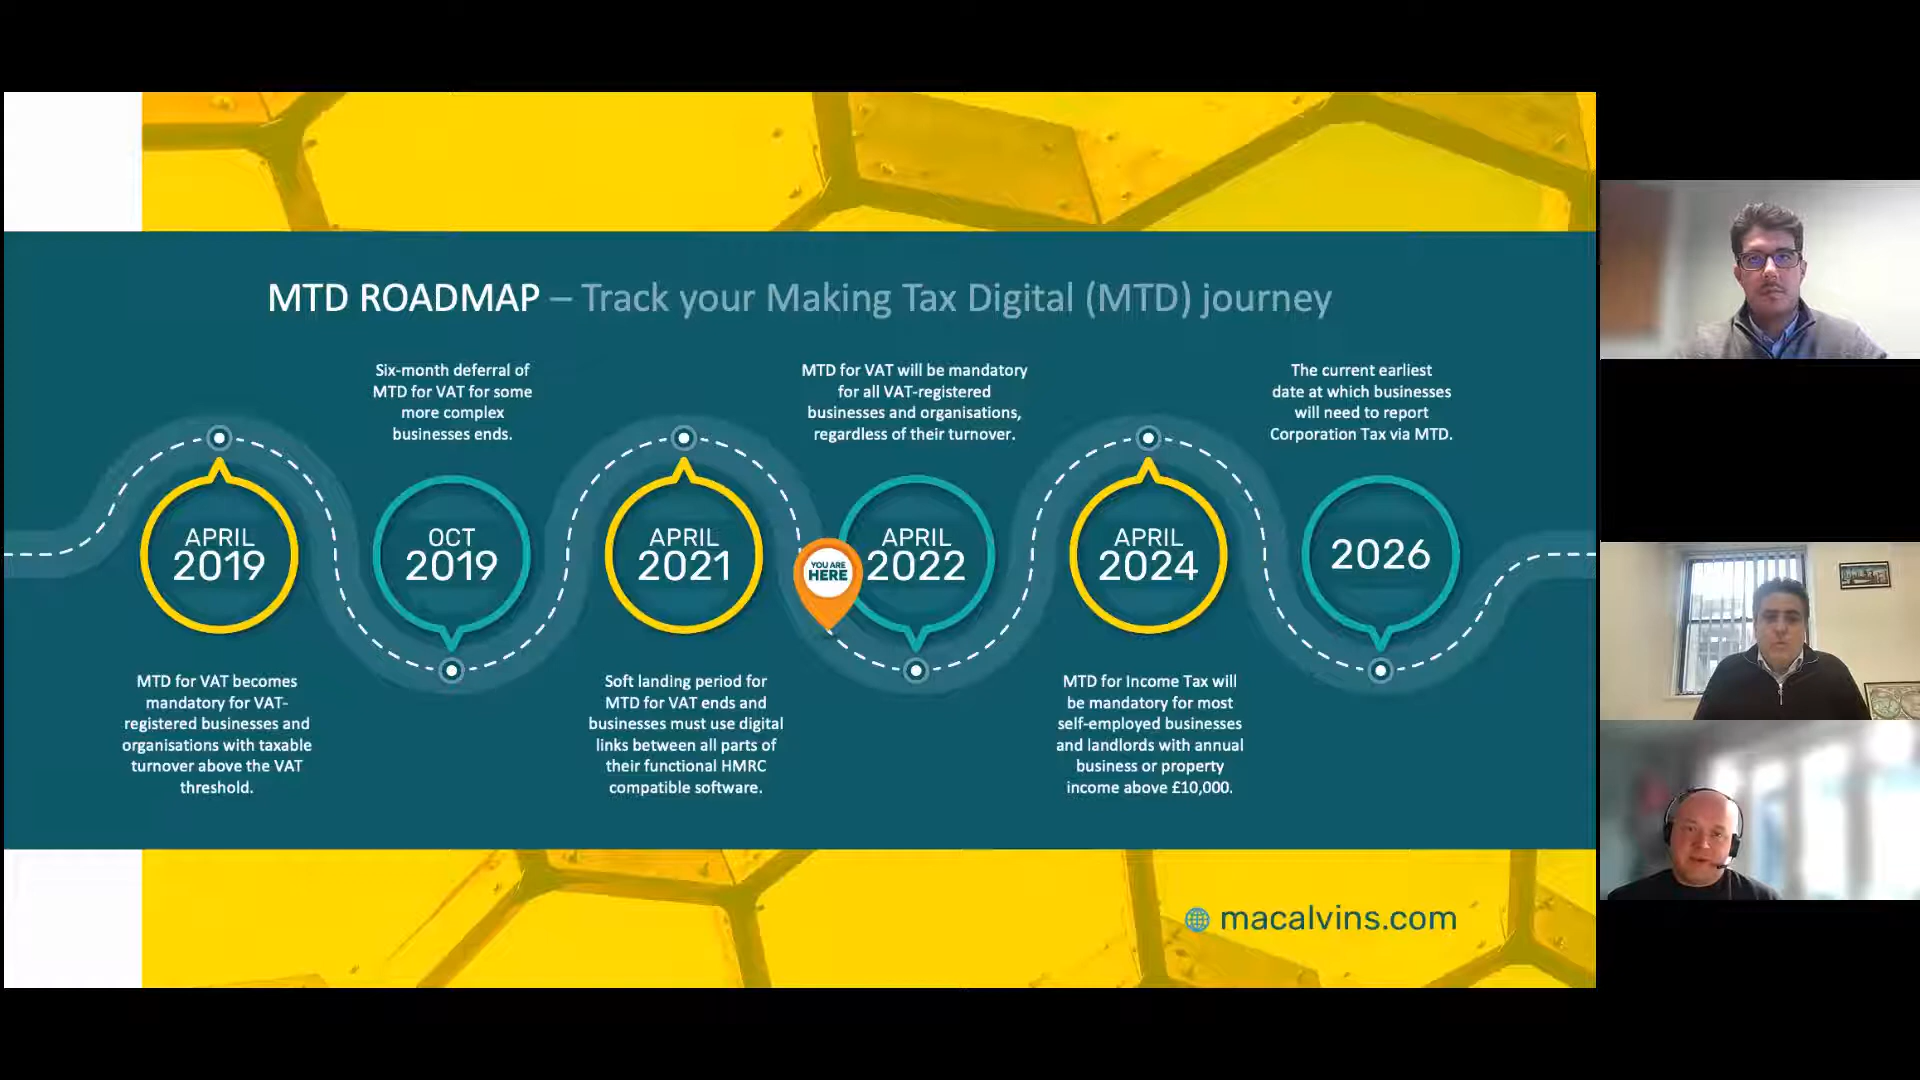 MTD ROADMAP – Track your Making Tax Digital (MTD) journey
APRIL
2019
MTD for VAT becomes
mandatory for VAT-
registered businesses and
organisations with taxable
turnover above the VAT
threshold.
Six-month deferral of
MTD for VAT for some
more complex
businesses ends.
OCT
2019
APRIL
2021
Soft landing period for
MTD for VAT ends and
businesses must use digital
links between all parts of
their functional HMRC
compatible software.
YOU ARE
HERE
MTD for VAT will be mandatory
for all VAT-registered
businesses and organisations,
regardless of their turnover.
APRIL
2022
APRIL
2024
MTD for Income Tax will
be mandatory for most
self-employed businesses
and landlords with annual
business or property
income above £10,000.
The current earliest
date at which businesses
will need to report
Corporation Tax via MTD.
2026
macalvins.com